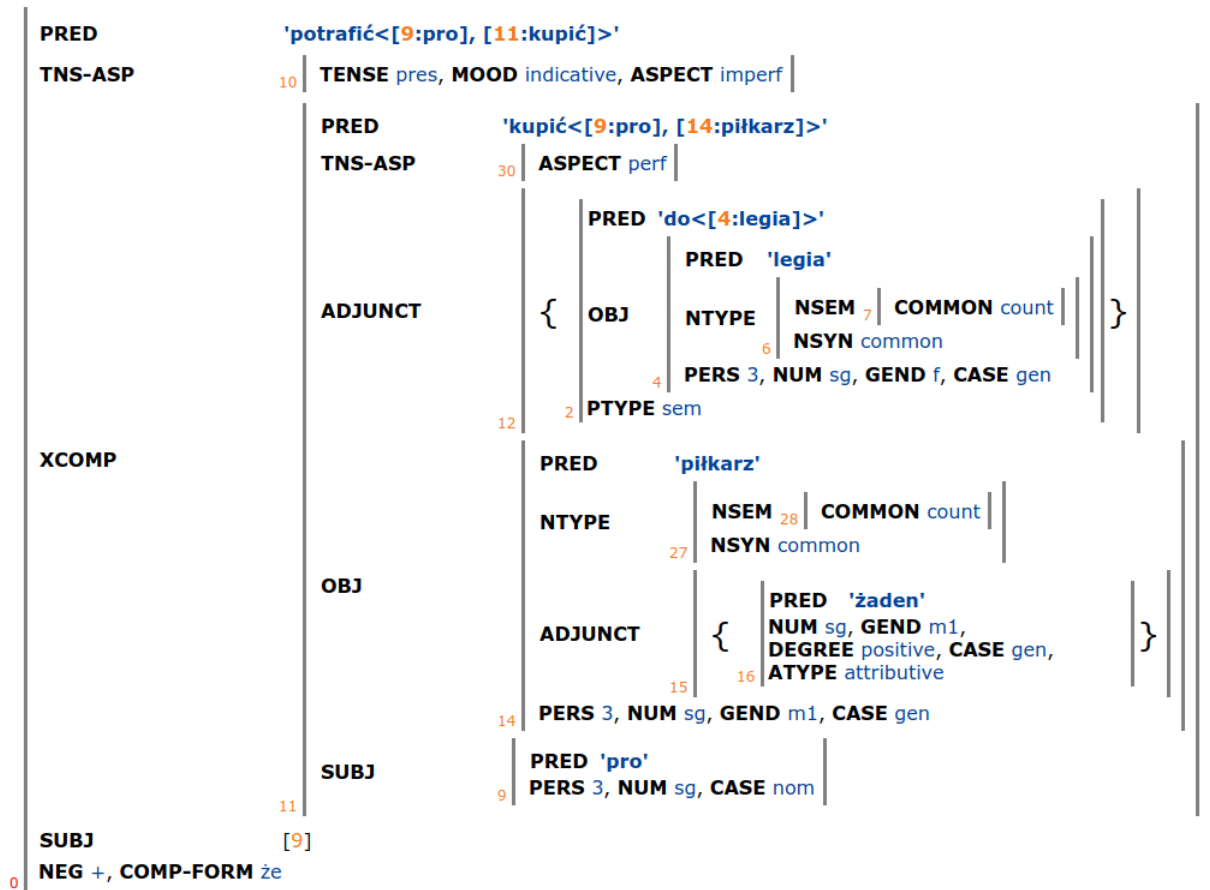 PRED 'potrafić<[9:pro], [11:kupić]>'
TNS-ASP 10 TENSE pres, MOOD indicative, ASPECT imperf
PRED 'kupić<[9:pro], [14:piłkarz]>'
TNS-ASP 30 ASPECT perf
PRED 'do<[4:legia]>'
PRED 'legia'
ADJUNCT { OBJ NTYPE NSEM 7 COMMON count }
6 NSYN common
4 PERS 3, NUM sg, GEND f, CASE gen
12 2 PTYPE sem
XCOMP PRED 'piłkarz'
NTYPE NSEM 28 COMMON count
27 NSYN common
OBJ PRED 'żaden'
ADJUNCT { NUM sg, GEND m1, }
DEGREE positive, CASE gen,
15 16 ATYPE attributive
14 PERS 3, NUM sg, GEND m1, CASE gen
SUBJ PRED 'pro'
9 PERS 3, NUM sg, CASE nom
11
SUBJ [9]
0 NEG +, COMP-FORM że